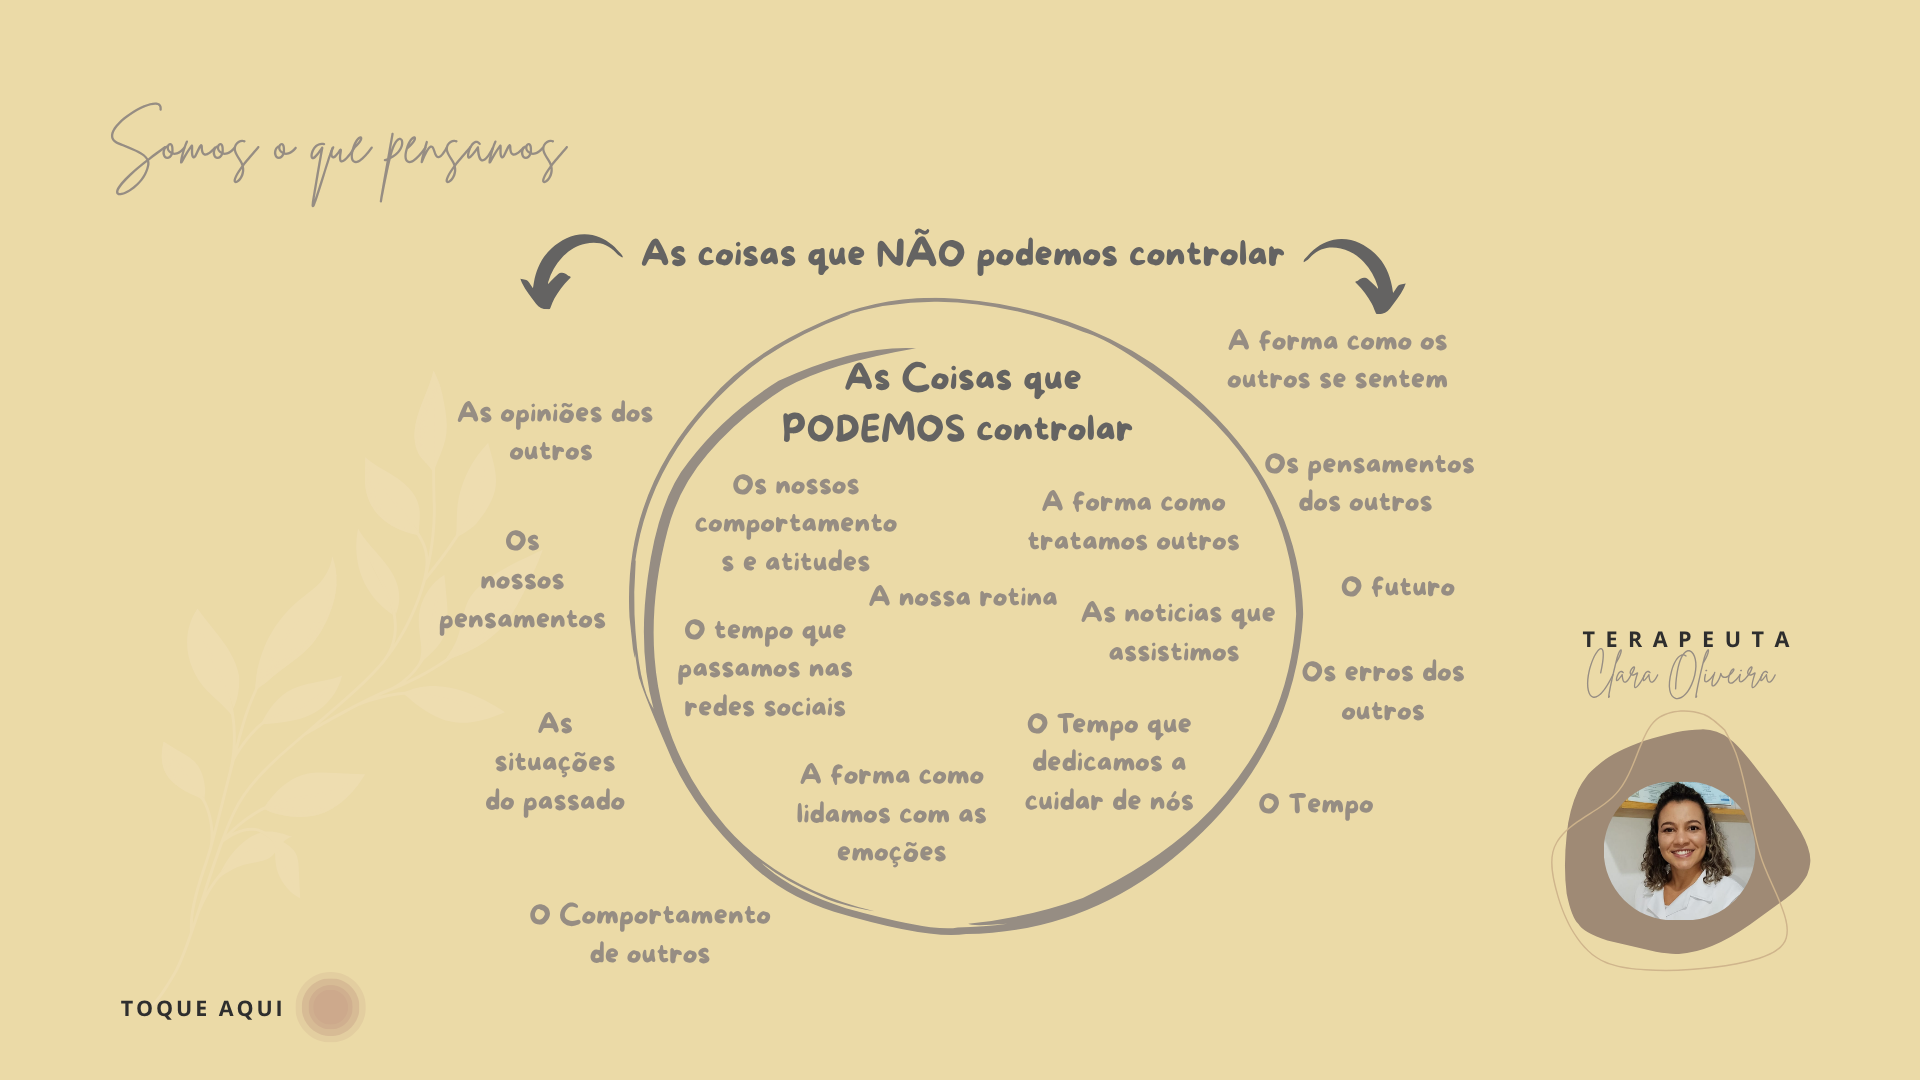 Somos o que pensamos
As coisas que NÃO podemos controlar
As Coisas que
PODEMOS controlar
As opiniões dos
outros
Os
nossos
pensamentos
As
situações
do passado
O Comportamento
de outros
Os nossos
comportamento
s e atitudes
A forma como
tratamos outros
A nossa rotina
As noticias que
assistimos
O tempo que
passamos nas
redes sociais
O Tempo que
dedicamos a
cuidar de nós
A forma como
lidamos com as
emoções
A forma como os
outros se sentem
Os pensamentos
dos outros
O futuro
Os erros dos
outros
O Tempo
TERAPEUTA
Clara Oliveira
TOQUE AQUI